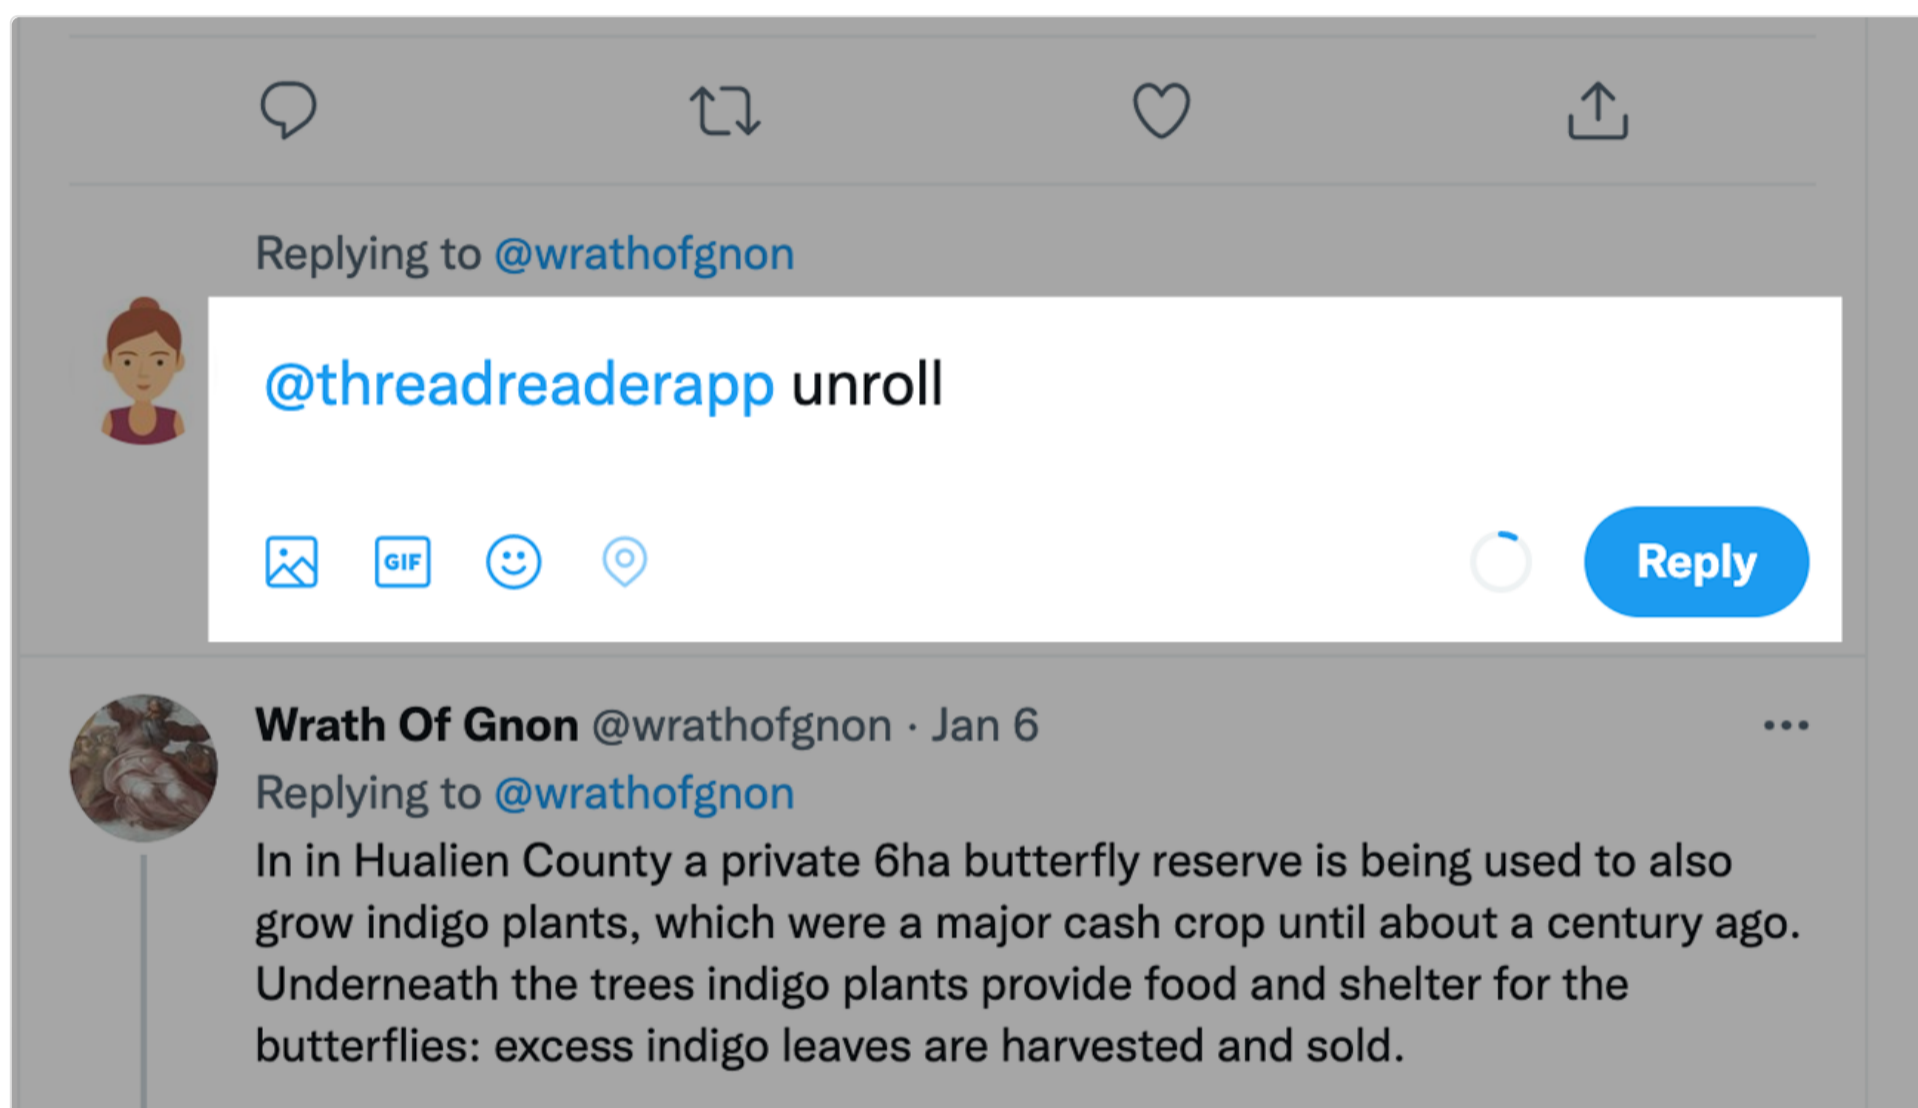 Replying to @wrathofgnon
@threadreaderapp unroll
GIF
Reply
Wrath Of Gnon @wrathofgnon · Jan 6
Replying to @wrathofgnon
In in Hualien County a private 6ha butterfly reserve is being used to also
grow indigo plants, which were a major cash crop until about a century ago.
Underneath the trees indigo plants provide food and shelter for the
butterflies: excess indigo leaves are harvested and sold.